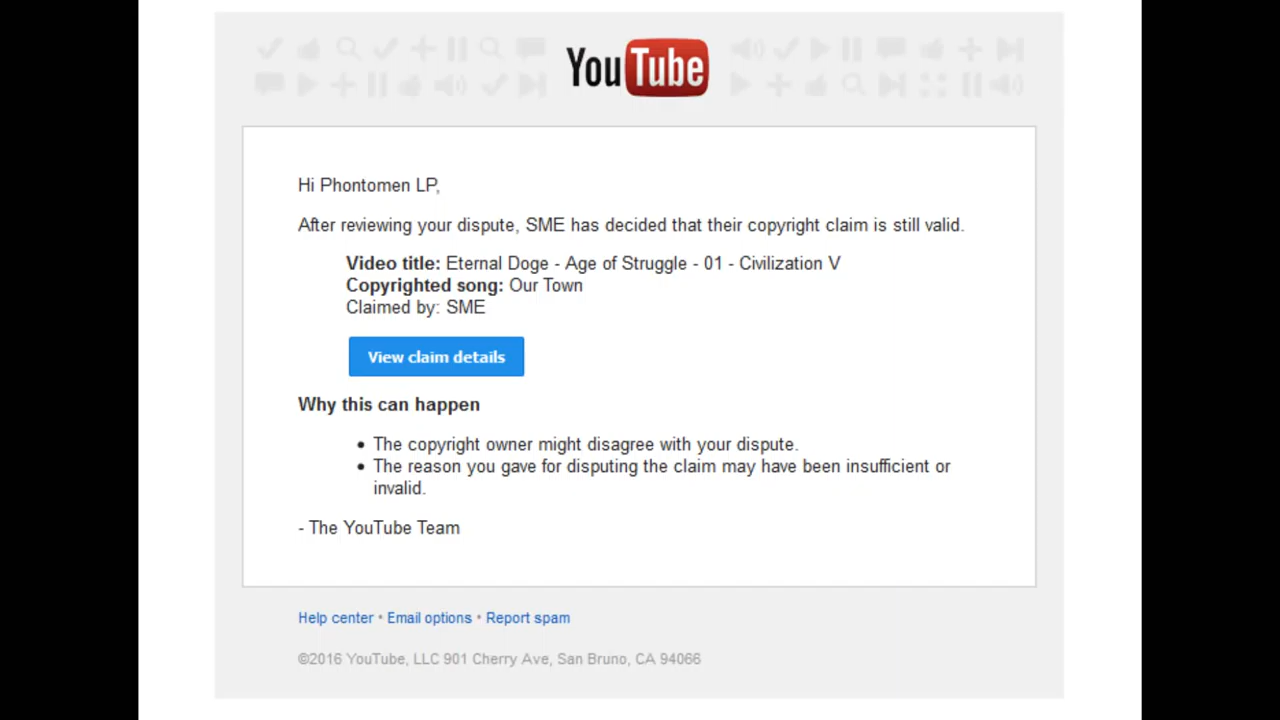 YouTube
Hi Phontomen LP,
After reviewing your dispute, SME has decided that their copyright claim is still valid.
Video title: Eternal Doge - Age of Struggle - 01 - Civilization V
Copyrighted song: Our Town
Claimed by: SME
View claim details
Why this can happen
• The copyright owner might disagree with your dispute.
• The reason you gave for disputing the claim may have been insufficient or
invalid.
- The YouTube Team
Help center • Email options • Report spam
©2016 YouTube, LLC 901 Cherry Ave, San Bruno, CA 94066